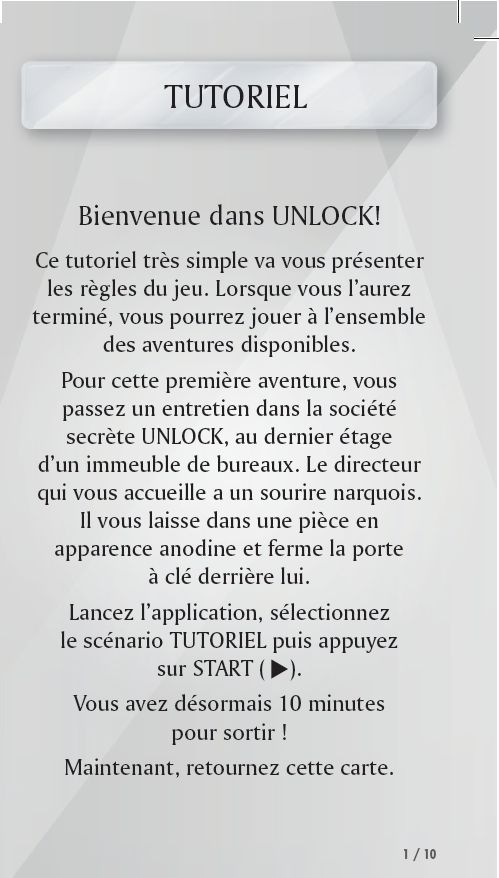 TUTORIEL
Bienvenue dans UNLOCK!
Ce tutoriel très simple va vous présenter
les règles du jeu. Lorsque vous l’aurez
terminé, vous pourrez jouer à l’ensemble
des aventures disponibles.
Pour cette première aventure, vous
passez un entretien dans la société
secrète UNLOCK, au dernier étage
d’un immeuble de bureaux. Le directeur
qui vous accueille a un sourire narquois.
Il vous laisse dans une pièce en
apparence anodine et ferme la porte
à clé derrière lui.
Lancez l’application, sélectionnez
le scénario TUTORIEL puis appuyez
sur START ( ▶).
Vous avez désormais 10 minutes
pour sortir !
Maintenant, retournez cette carte.
1 / 10